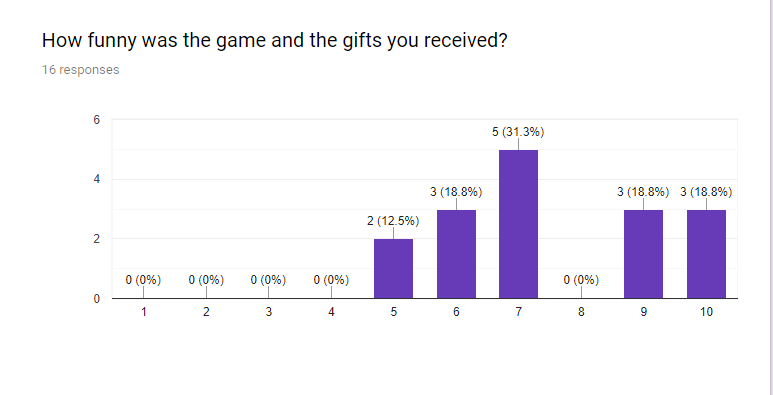 How funny was the game and the gifts you received?
16 responses
6
5 (31.3%)
4
3 (18.8%) 3 (18.8%) 3 (18.8%)
2 (12.5%)
2
0 (0%) 0 (0%) 0 (0%) 0 (0%) 0 (0%)
0
1 2 3 4 5 6 7 8 9 10